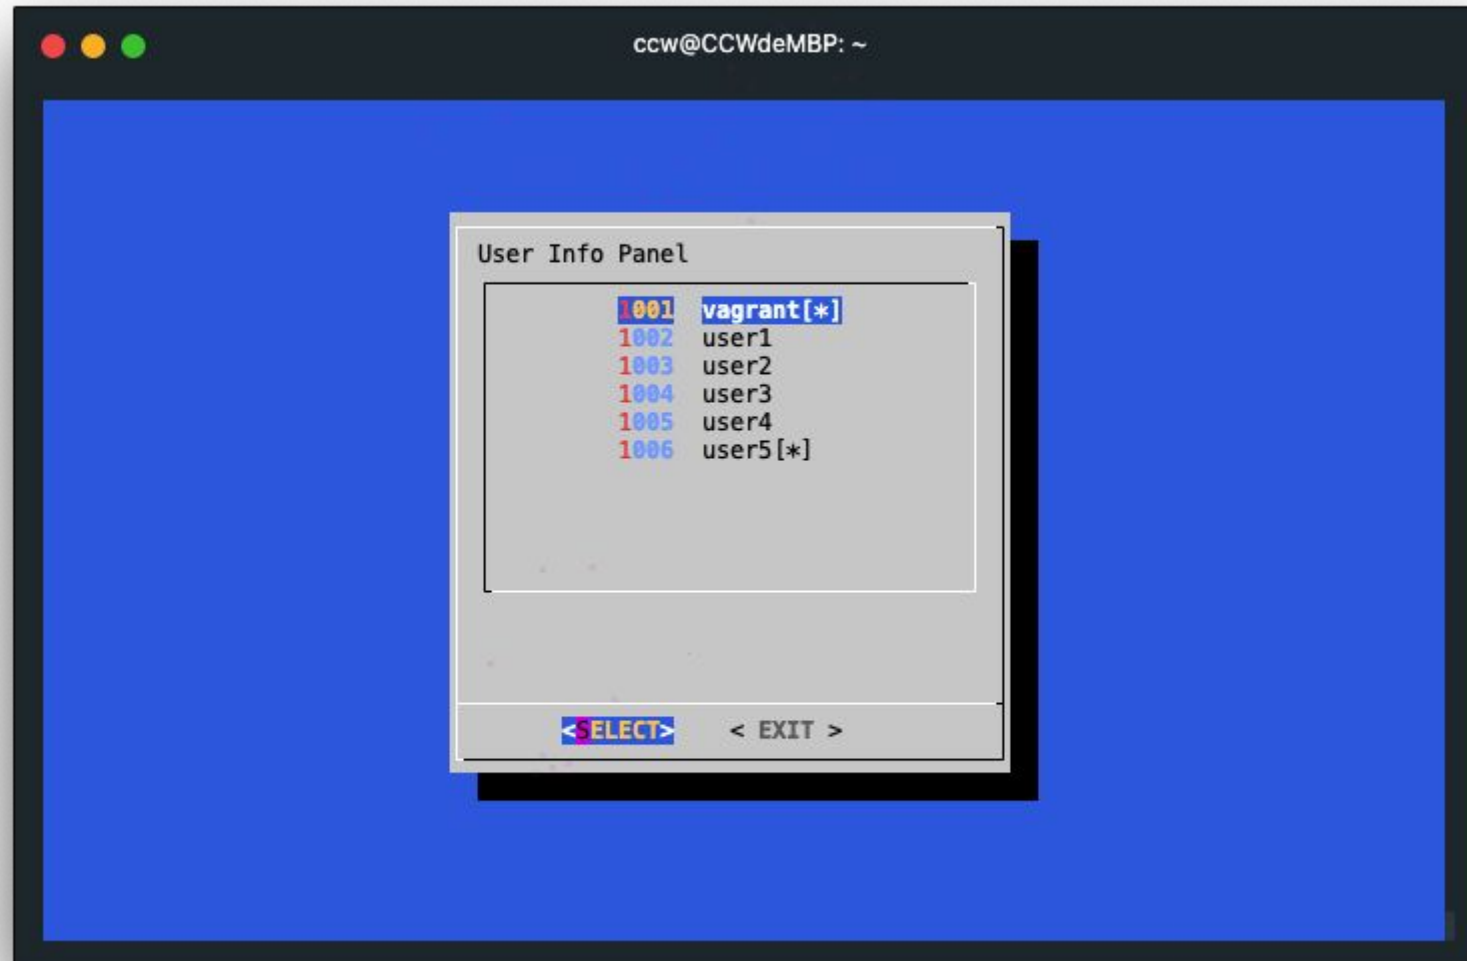 ccw@CCWdeMBP: ~
User Info Panel
1001 vagrant[*]
1002 user1
1003 user2
1004 user3
1005 user4
1006 user5[*]
<SELECT> < EXIT >